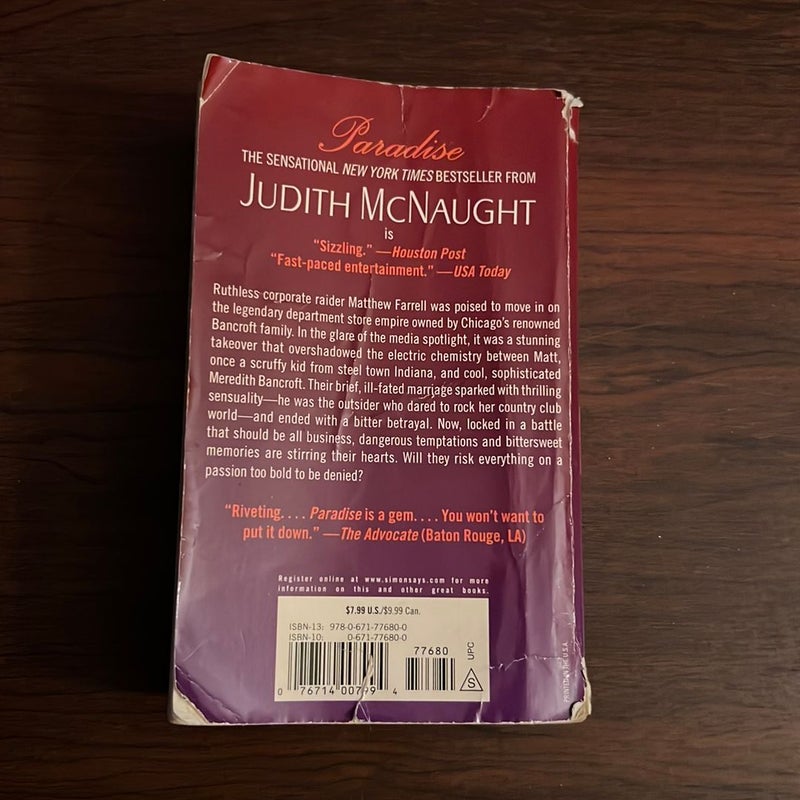 Paradise
THE SENSATIONAL NEW YORK TIMES BESTSELLER FROM
JUDITH MCNAUGHT
is
“Sizzling.” —Houston Post
“Fast-paced entertainment.” —USA Today
Ruthless corporate raider Matthew Farrell was poised to move in on
the legendary department store empire owned by Chicago's renowned
Bancroft family. In the glare of the media spotlight, it was a stunning
takeover that overshadowed the electric chemistry between Matt,
once a scruffy kid from steel town Indiana, and cool, sophisticated
Meredith Bancroft. Their brief, ill-fated marriage sparked with thrilling
sensuality—he was the outsider who dared to rock her country club
world—and ended with a bitter betrayal. Now, locked in a battle
that should be all business, dangerous temptations and bittersweet
memories are stirring their hearts. Will they risk everything on a
passion too bold to be denied?
“Riveting. . . . Paradise is a gem. . . . You won't want to
put it down.” —The Advocate (Baton Rouge, LA)
Register online at www.simonsays.com for more
information on this and other great books.
$7.99 U.S./$9.99 Can.
ISBN-13: 978-0-671-77680-0
ISBN-10: 0-671-77680-0
77680
0 76714 00799 4
S
UPC
PRINTED IN THE U.S.A.